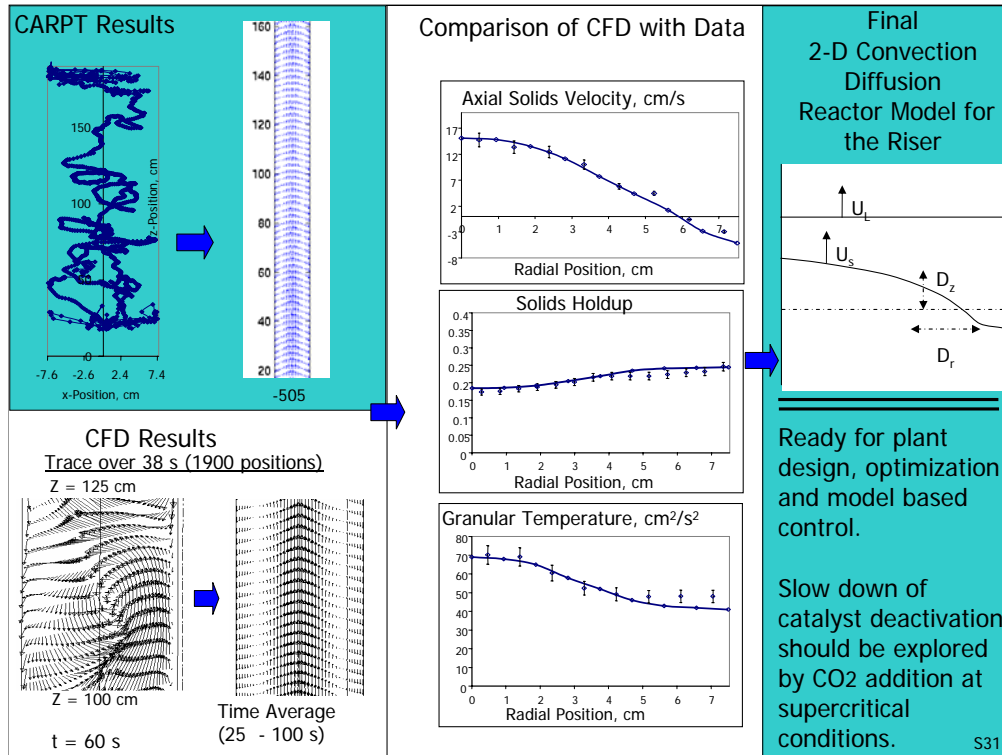 CARPT Results
160
140
120
100
80
60
40
20
-505
150
100
0
z-Position, cm
-7.6 -2.6 2.4 7.4
x-Position, cm
CFD Results
Trace over 38 s (1900 positions)
Z = 125 cm
Z = 100 cm
t = 60 s
Time Average
(25 - 100 s)
Comparison of CFD with Data
Axial Solids Velocity, cm/s
17
12
7
2
-3
-8
0 1 2 3 4 5 6 7
Radial Position, cm
Solids Holdup
0.4
0.35
0.3
0.25
0.2
0.15
0.1
0.05
0
0 1 2 3 4 5 6 7
Radial Position, cm
Granular Temperature, cm²/s²
80
70
60
50
40
30
20
10
0
0 1 2 3 4 5 6 7
Radial Position, cm
Final
2-D Convection
Diffusion
Reactor Model for
the Riser
U_L
U_s
D_z
D_r
Ready for plant
design, optimization
and model based
control.
Slow down of
catalyst deactivation
should be explored
by CO2 addition at
supercritical
conditions.
S31